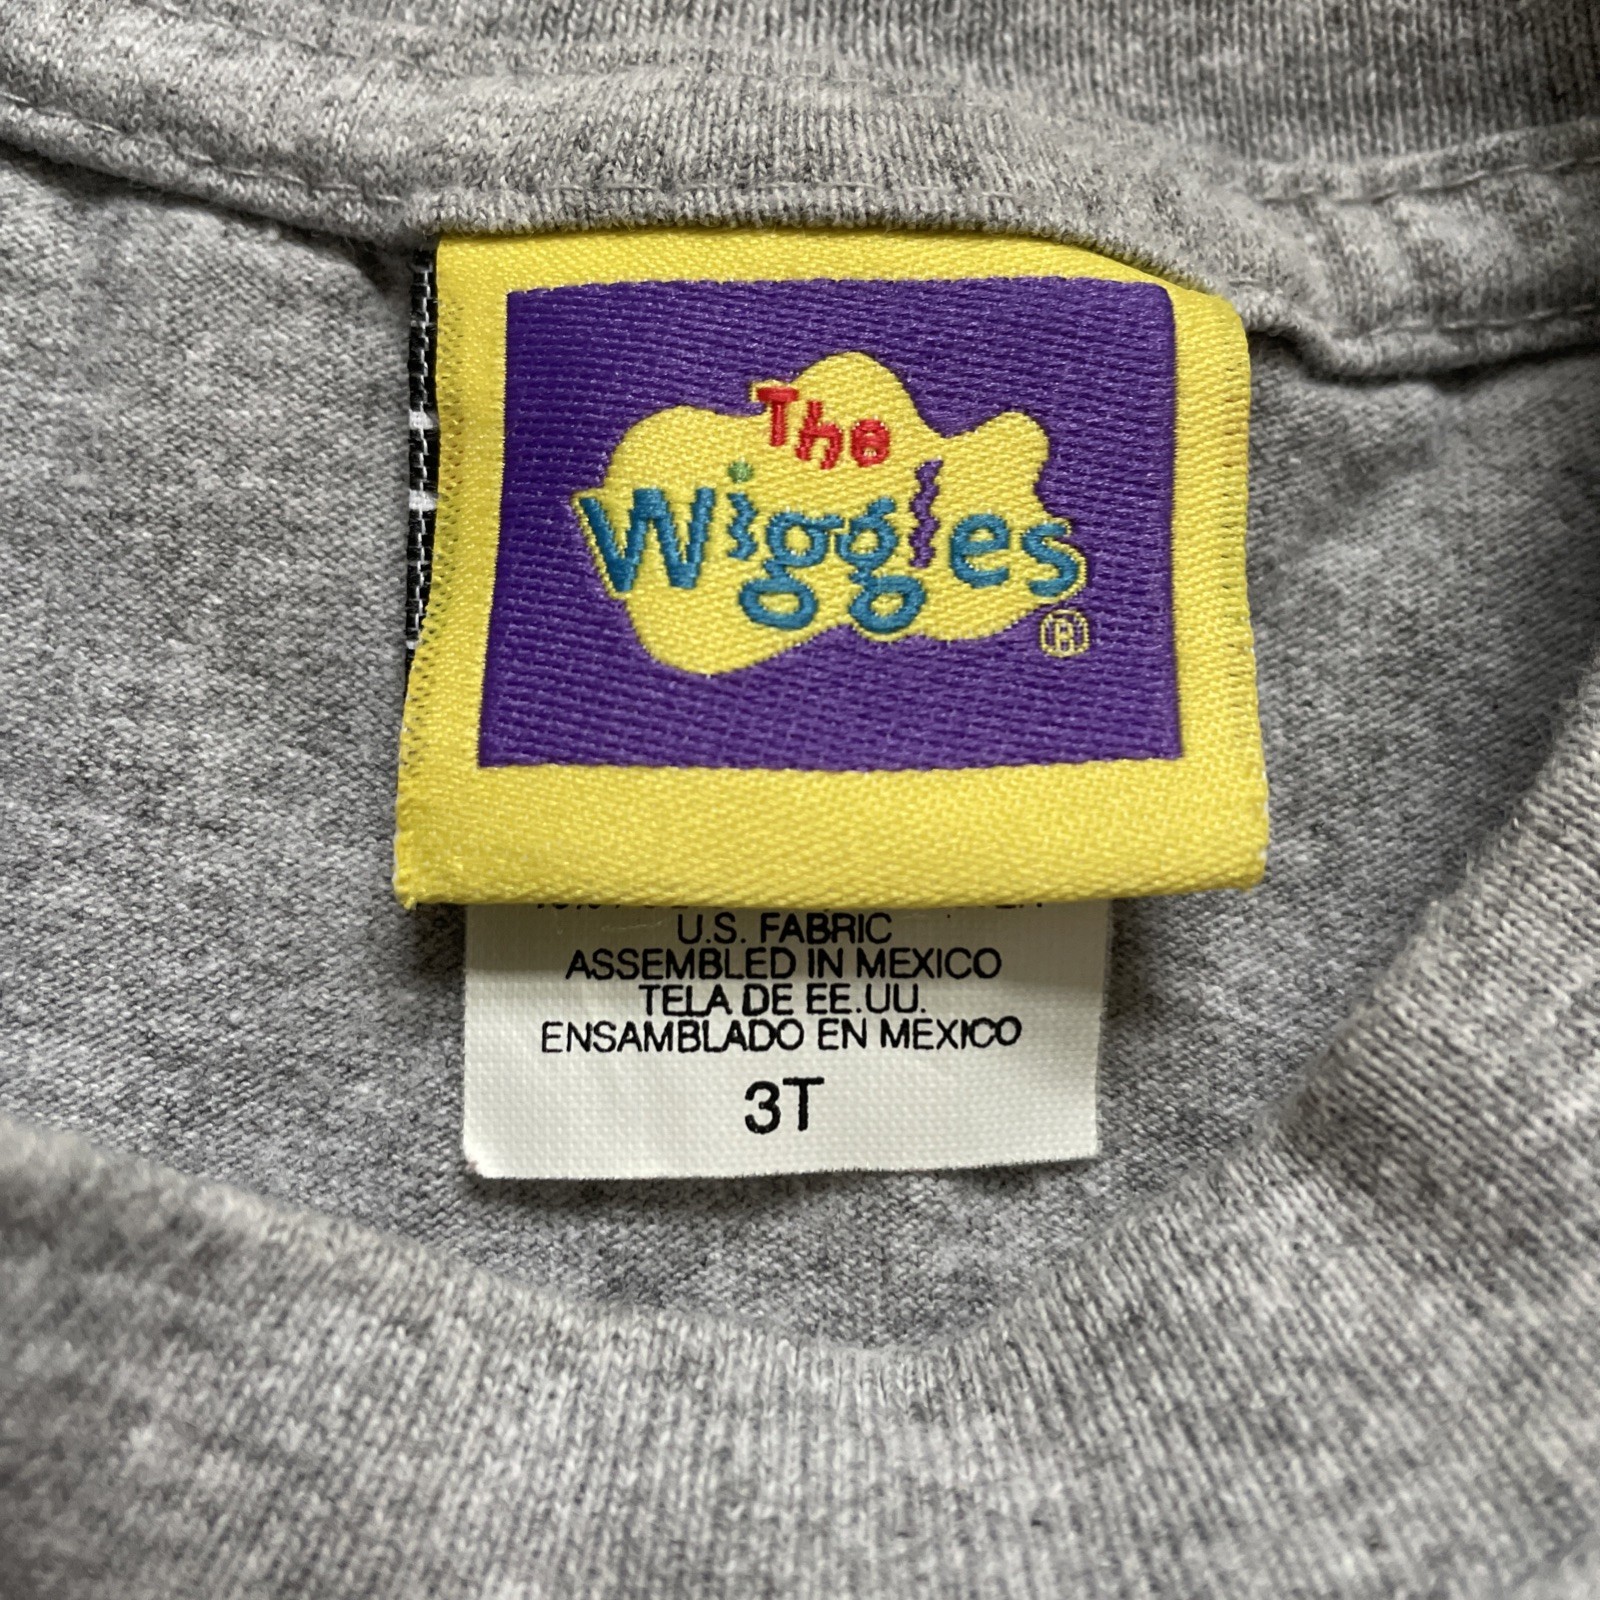 The
Wiggles
®
U.S. FABRIC
ASSEMBLED IN MEXICO
TELA DE EE.UU.
ENSAMBLADO EN MEXICO
3T